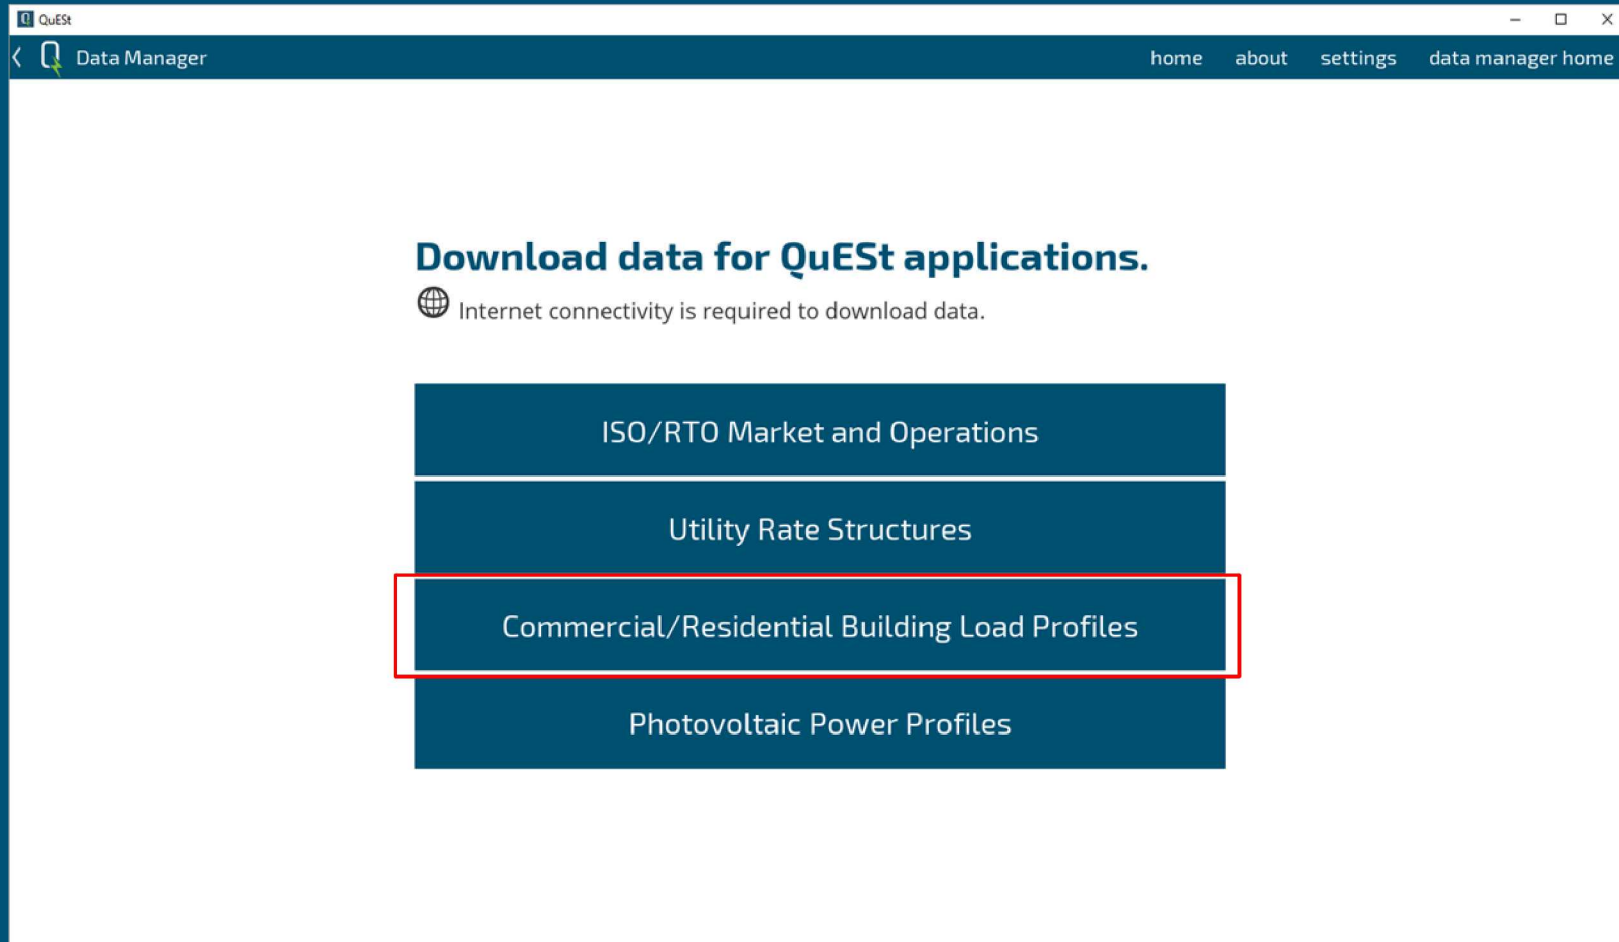 QuESt
Data Manager home about settings data manager home
Download data for QuESt applications.
Internet connectivity is required to download data.
ISO/RTO Market and Operations
Utility Rate Structures
Commercial/Residential Building Load Profiles
Photovoltaic Power Profiles